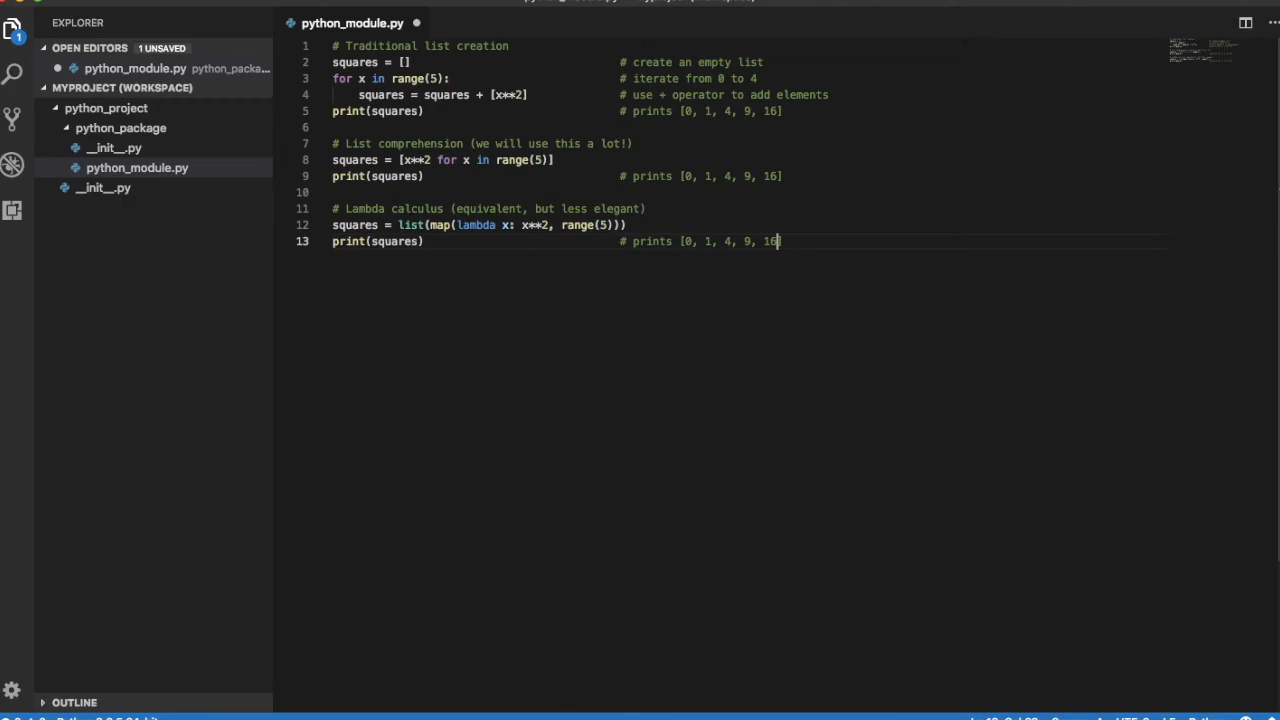 EXPLORER
OPEN EDITORS 1 UNSAVED
python_module.py python_packa...
MYPROJECT (WORKSPACE)
python_project
python_package
__init__.py
python_module.py
__init__.py
OUTLINE
1
python_module.py
1 # Traditional list creation
2 squares = [] # create an empty list
3 for x in range(5): # iterate from 0 to 4
4 squares = squares + [x**2] # use + operator to add elements
5 print(squares) # prints [0, 1, 4, 9, 16]
6
7 # List comprehension (we will use this a lot!)
8 squares = [x**2 for x in range(5)]
9 print(squares) # prints [0, 1, 4, 9, 16]
10
11 # Lambda calculus (equivalent, but less elegant)
12 squares = list(map(lambda x: x**2, range(5)))
13 print(squares) # prints [0, 1, 4, 9, 16]